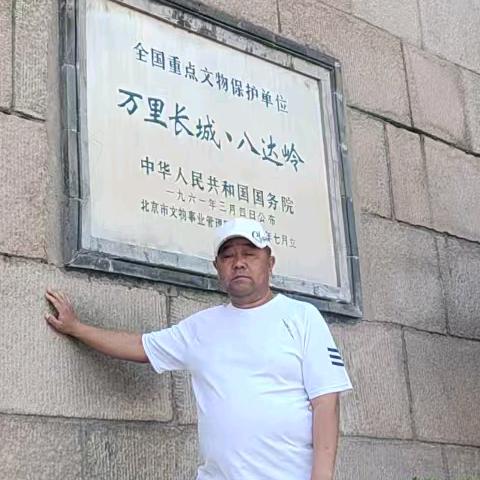 全国重点文物保护单位
万里长城、八达岭
中华人民共和国国务院
一九六一年三月四日公布
北京市文物事业管理
年七月立